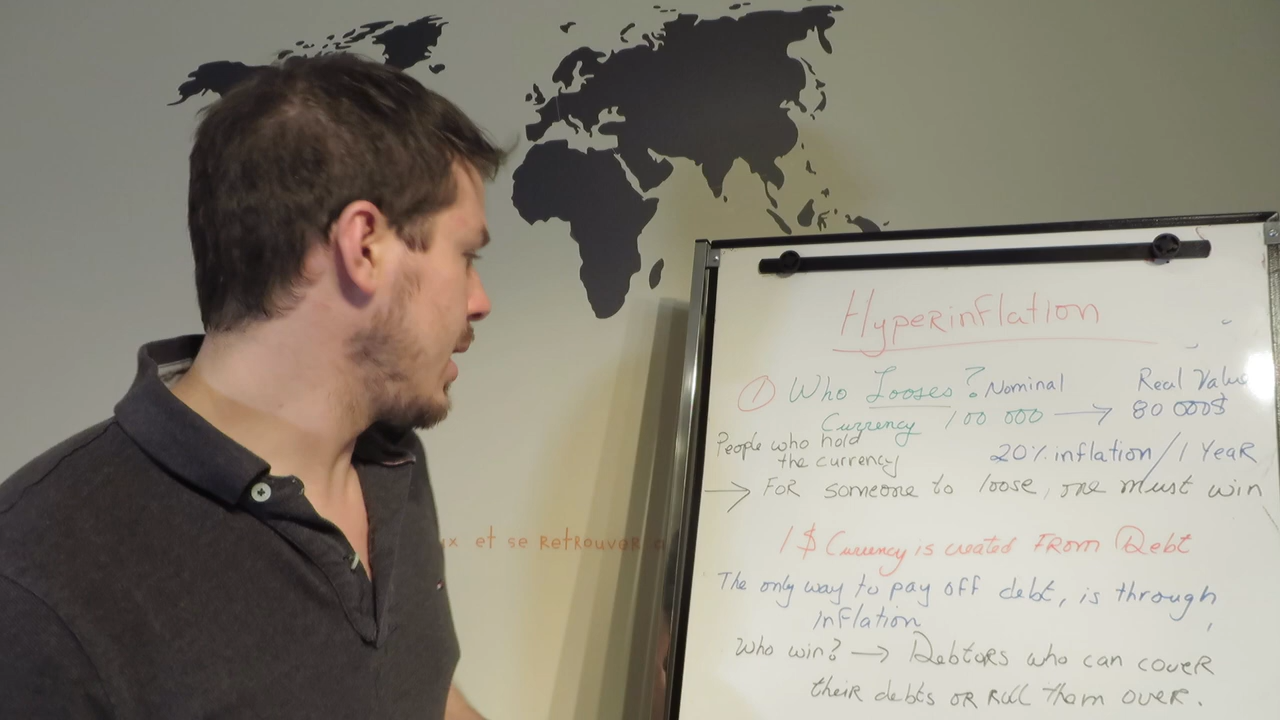 Hyperinflation
① Who Looses? Nominal Real Value
Currency 100 000 → 80 000$
People who hold
the currency
20% inflation / 1 Year
→ For someone to loose, one must win
1 $ Currency is created From Debt
The only way to pay off debt, is through
inflation
Who win? → Debtors who can cover
their debts or roll them over.
x et se retrouver a